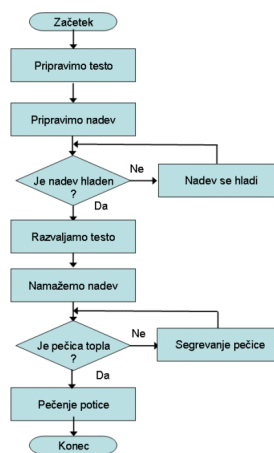 Začetek
Pripravimo testo
Pripravimo nadev
Je nadev hladen
?
Ne
Nadev se hladi
Da
Razvaljamo testo
Namažemo nadev
Je pečica topla
?
Ne
Segrevanje pečice
Da
Pečenje potice
Konec